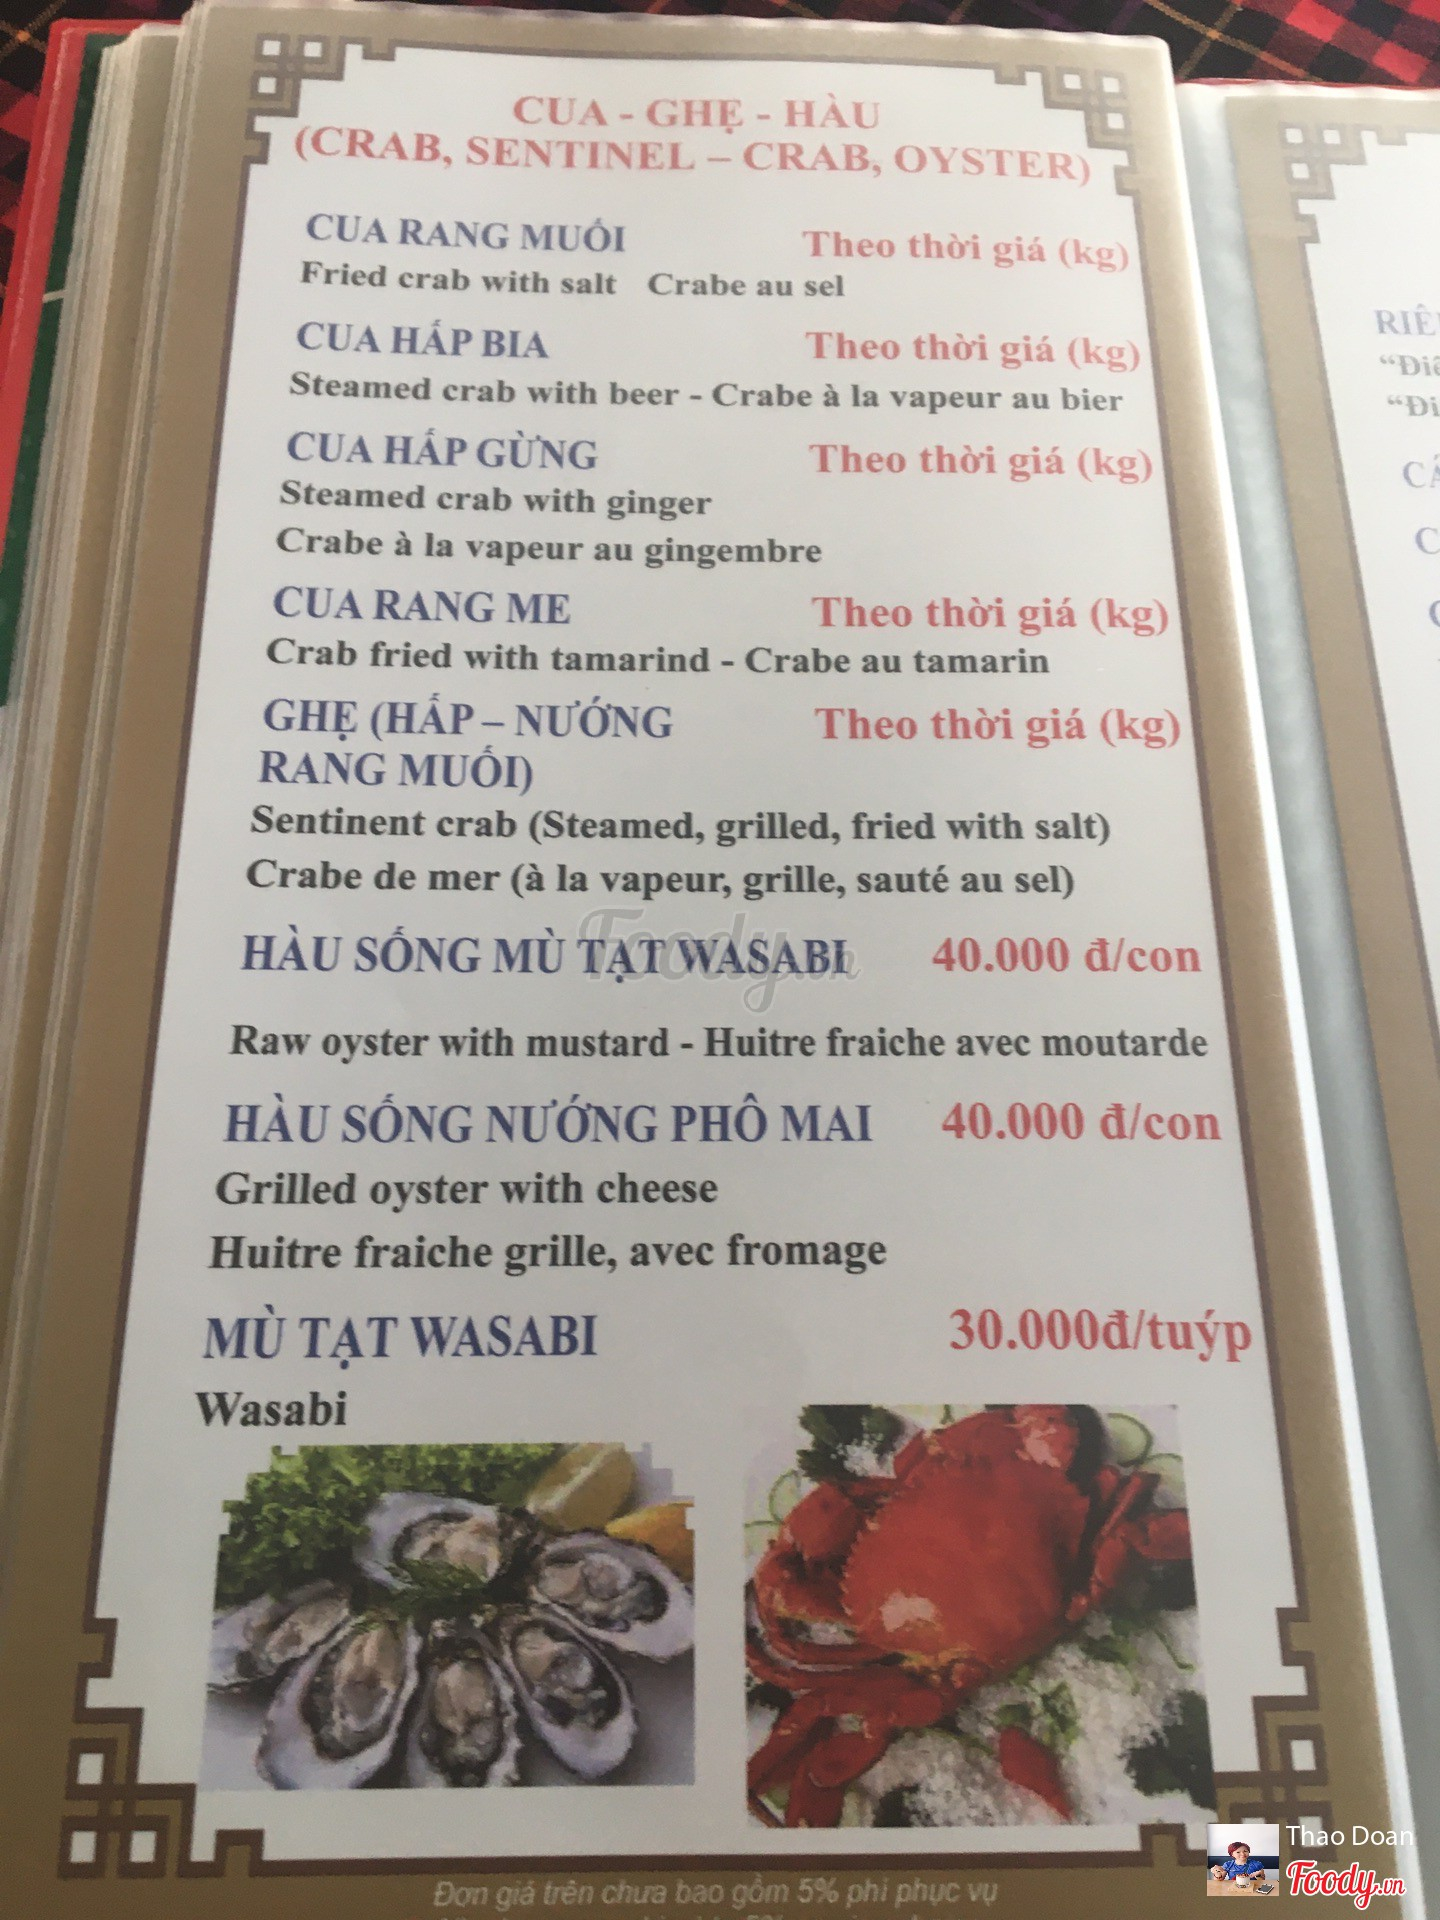 CUA - GHẸ - HÀU
(CRAB, SENTINEL – CRAB, OYSTER)
CUA RANG MUỐI Theo thời giá (kg)
Fried crab with salt Crabe au sel
CUA HẤP BIA Theo thời giá (kg)
Steamed crab with beer - Crabe à la vapeur au bier
CUA HẤP GỪNG Theo thời giá (kg)
Steamed crab with ginger
Crabe à la vapeur au gingembre
CUA RANG ME Theo thời giá (kg)
Crab fried with tamarind - Crabe au tamarin
GHẸ (HẤP – NƯỚNG Theo thời giá (kg)
RANG MUỐI)
Sentinent crab (Steamed, grilled, fried with salt)
Crabe de mer (à la vapeur, grille, sauté au sel)
HÀU SỐNG MÙ TẠT WASABI 40.000 đ/con
Foody.vn
Raw oyster with mustard - Huitre fraiche avec moutarde
HÀU SỐNG NƯỚNG PHÔ MAI 40.000 đ/con
Grilled oyster with cheese
Huitre fraiche grille, avec fromage
MÙ TẠT WASABI 30.000đ/tuýp
Wasabi
Đơn giá trên chưa bao gồm 5% phí phục vụ
Thao Doan
Foody.vn